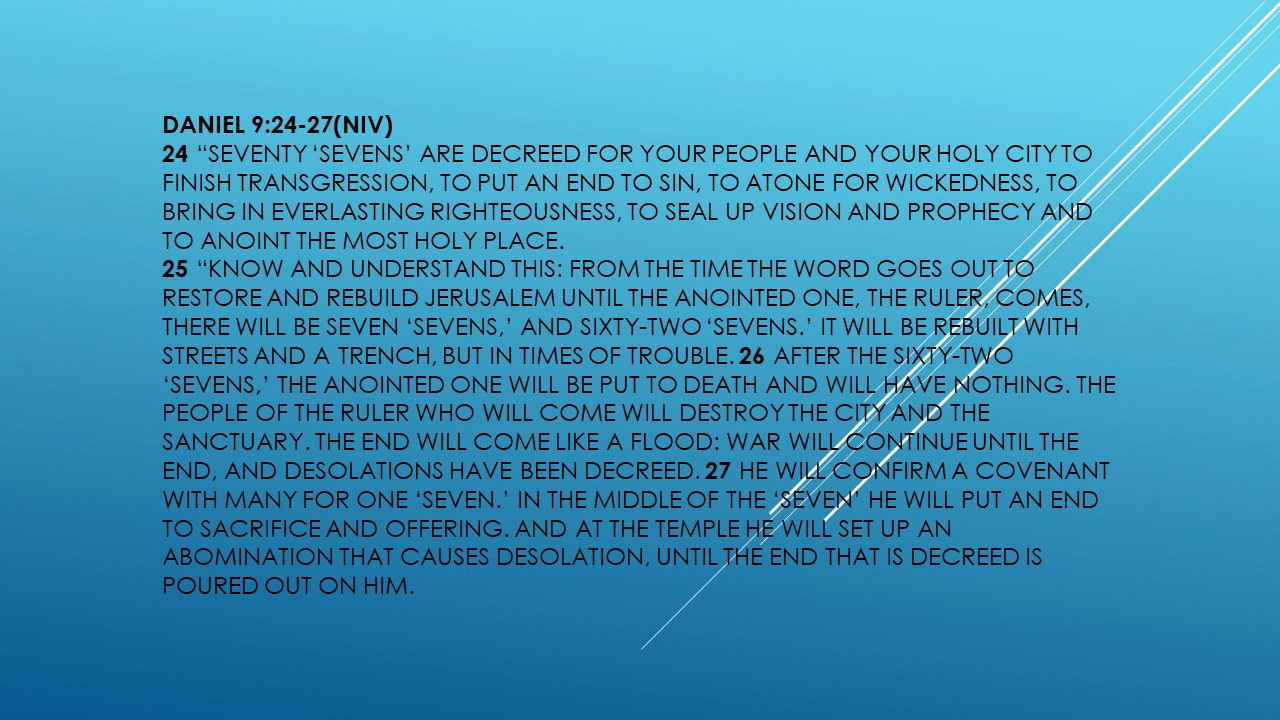 DANIEL 9:24-27(NIV)
24 “SEVENTY ‘SEVENS’ ARE DECREED FOR YOUR PEOPLE AND YOUR HOLY CITY TO
FINISH TRANSGRESSION, TO PUT AN END TO SIN, TO ATONE FOR WICKEDNESS, TO
BRING IN EVERLASTING RIGHTEOUSNESS, TO SEAL UP VISION AND PROPHECY AND
TO ANOINT THE MOST HOLY PLACE.
25 “KNOW AND UNDERSTAND THIS: FROM THE TIME THE WORD GOES OUT TO
RESTORE AND REBUILD JERUSALEM UNTIL THE ANOINTED ONE, THE RULER, COMES,
THERE WILL BE SEVEN ‘SEVENS,’ AND SIXTY-TWO ‘SEVENS.’ IT WILL BE REBUILT WITH
STREETS AND A TRENCH, BUT IN TIMES OF TROUBLE. 26 AFTER THE SIXTY-TWO
‘SEVENS,’ THE ANOINTED ONE WILL BE PUT TO DEATH AND WILL HAVE NOTHING. THE
PEOPLE OF THE RULER WHO WILL COME WILL DESTROY THE CITY AND THE
SANCTUARY. THE END WILL COME LIKE A FLOOD: WAR WILL CONTINUE UNTIL THE
END, AND DESOLATIONS HAVE BEEN DECREED. 27 HE WILL CONFIRM A COVENANT
WITH MANY FOR ONE ‘SEVEN.’ IN THE MIDDLE OF THE ‘SEVEN’ HE WILL PUT AN END
TO SACRIFICE AND OFFERING. AND AT THE TEMPLE HE WILL SET UP AN
ABOMINATION THAT CAUSES DESOLATION, UNTIL THE END THAT IS DECREED IS
POURED OUT ON HIM.